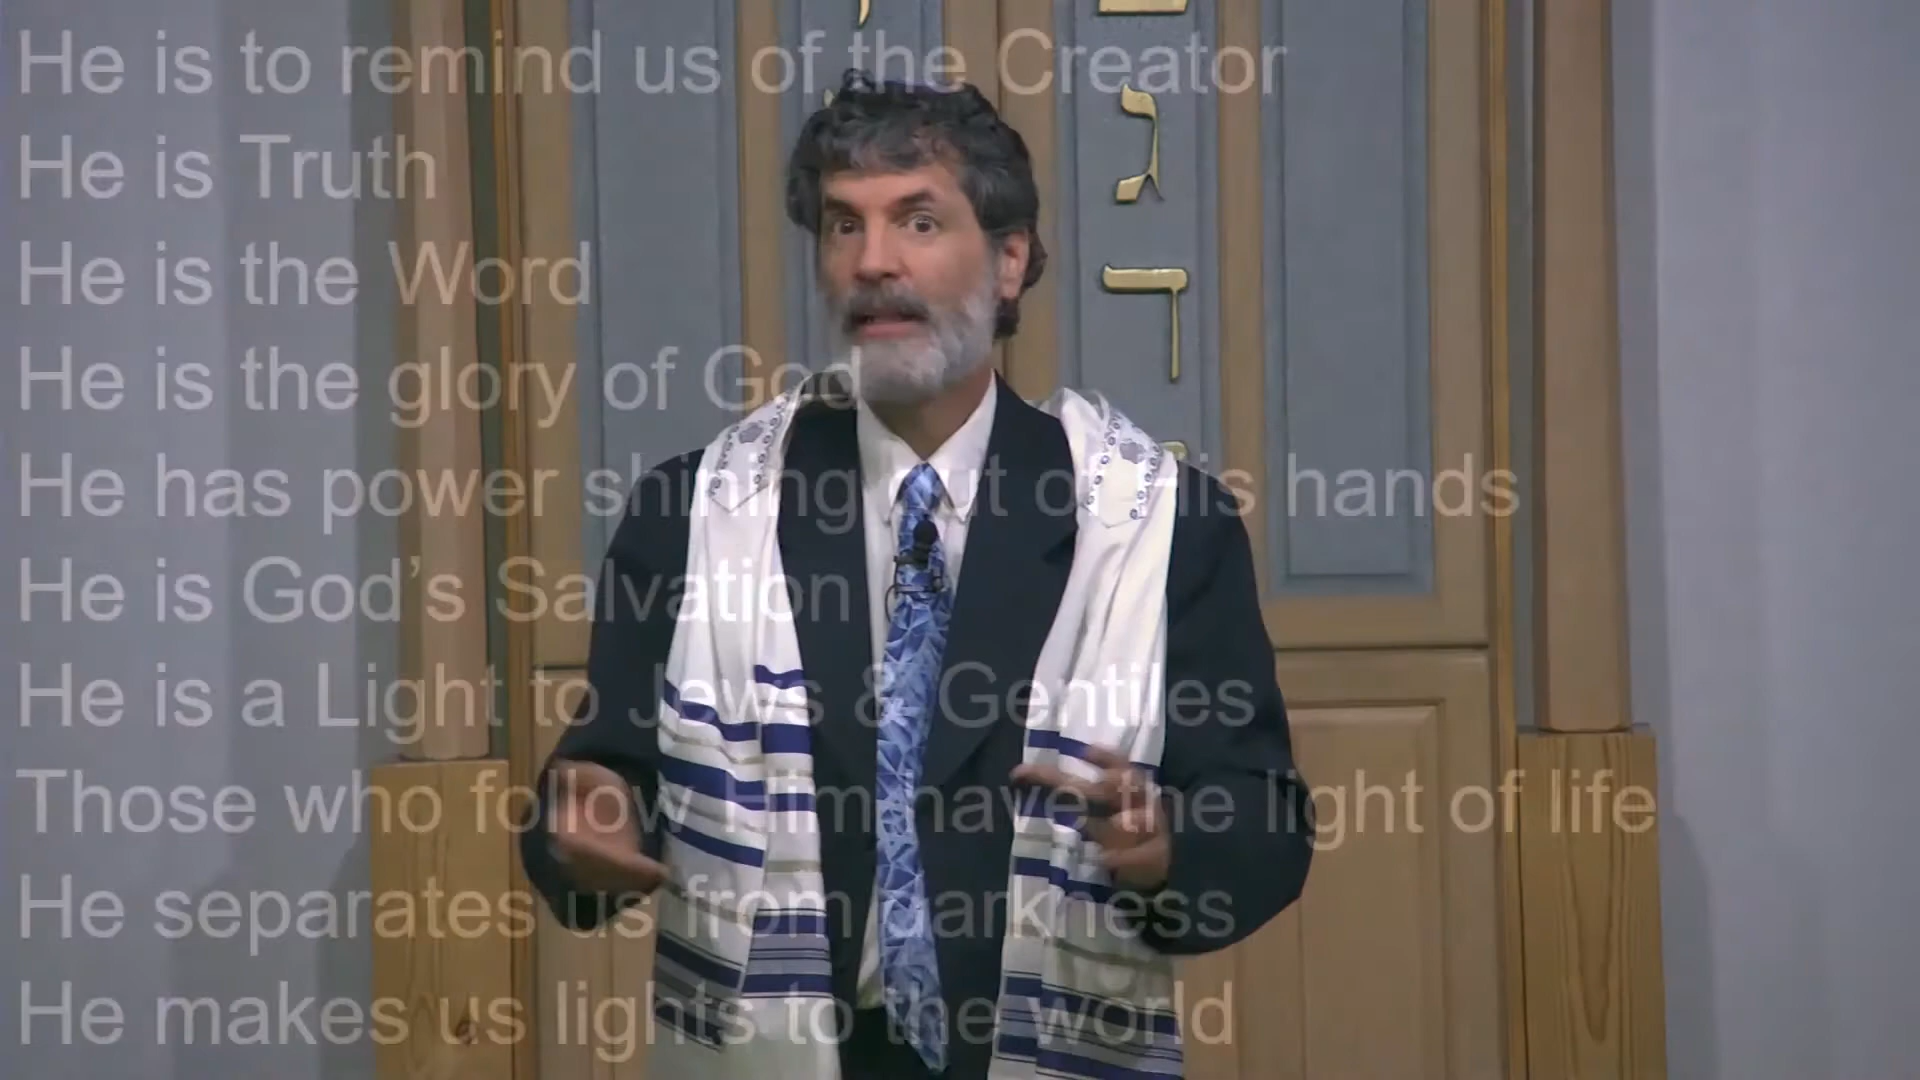 He is to remind us of the Creator
He is Truth
He is the Word
He is the glory of God
He has power shining out of His hands
He is God's Salvation
He is a Light to Jews & Gentiles
Those who follow Him have the light of life
He separates us from darkness
He makes us lights to the world
ג
ד